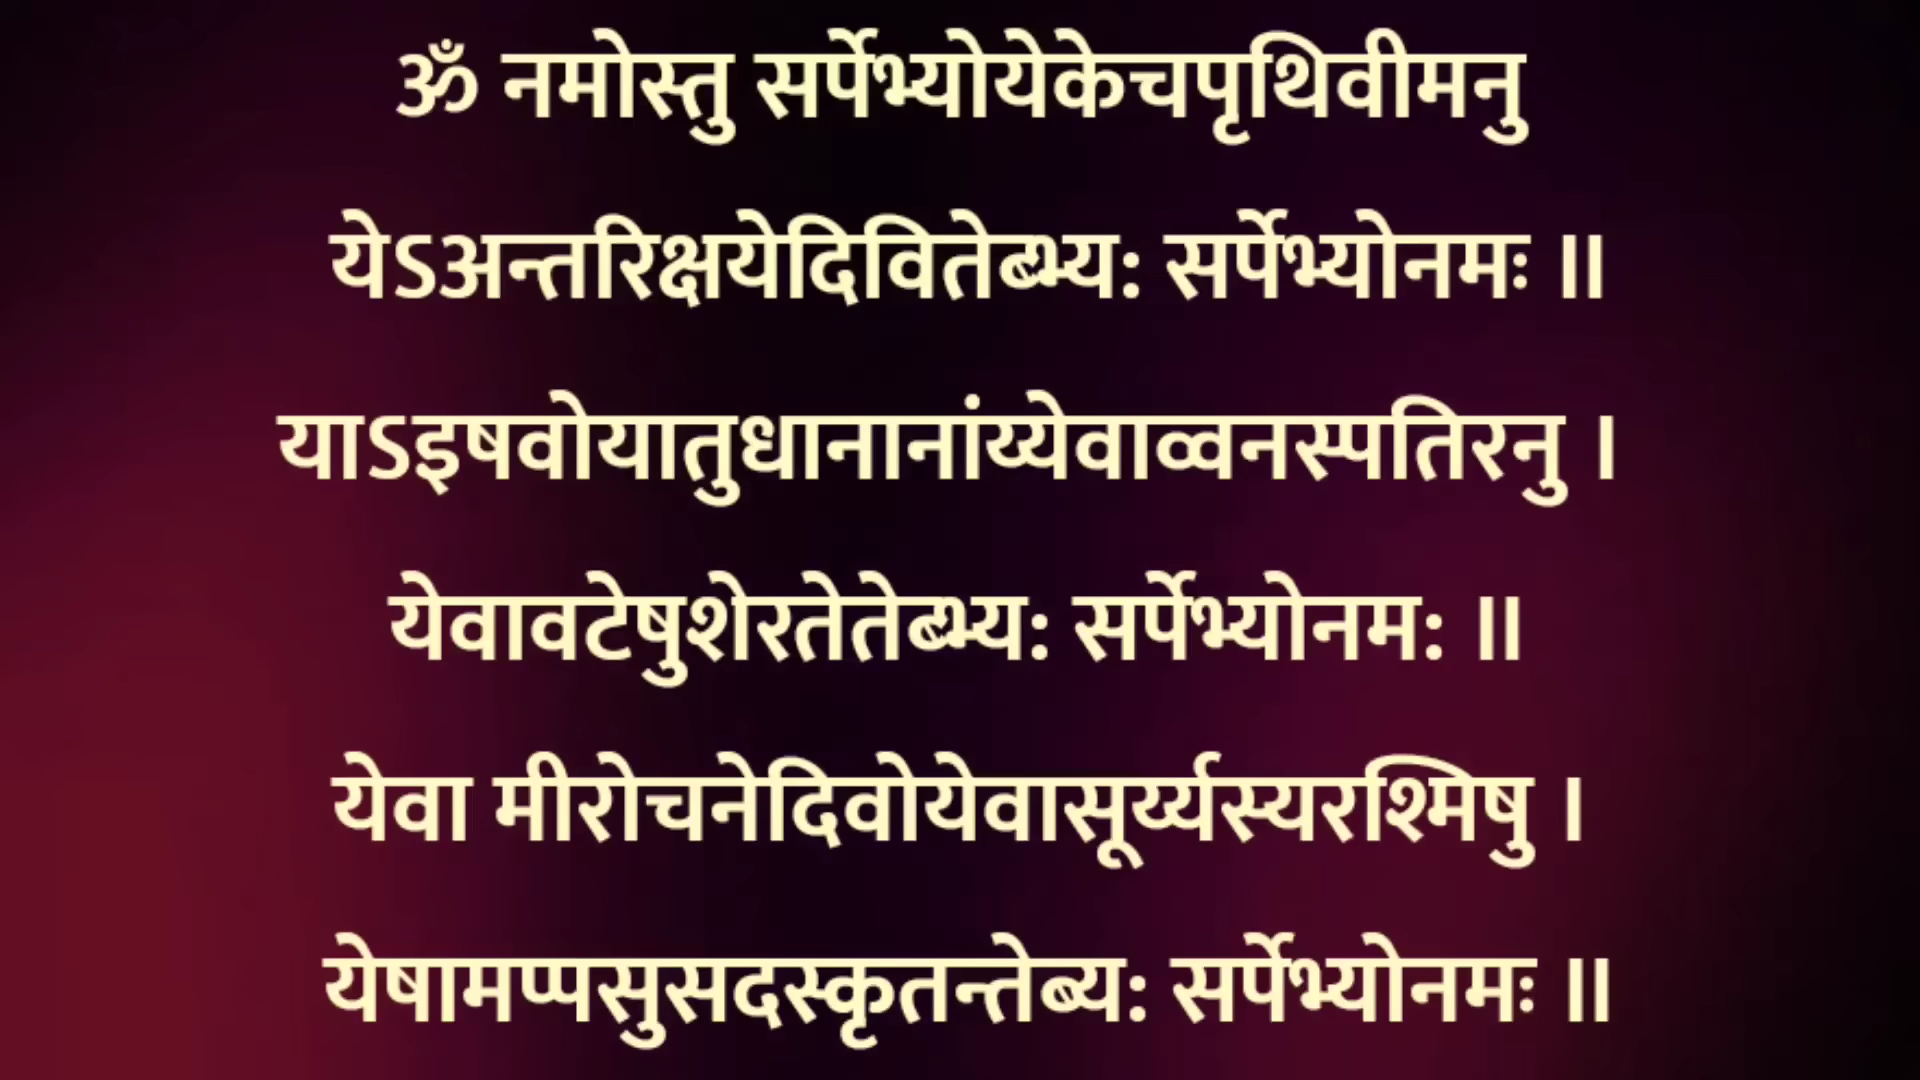 ॐ नमोस्तु सर्पेभ्योयेकेचपृथिवीमनु
येऽअन्तरिक्षयेदिवितेब्भ्य: सर्पेभ्योनमः ॥
याऽइषवोयातुधानानांय्येवाव्वनस्पतिरनु ।
येवावटेषुशेरतेतेब्भ्य: सर्पेभ्योनम: ॥
येवा मीरोचनेदिवोयेवासूर्य्यस्यरश्मिषु ।
येषामप्पसुसदस्कृतन्तेब्य: सर्पेभ्योनमः ॥